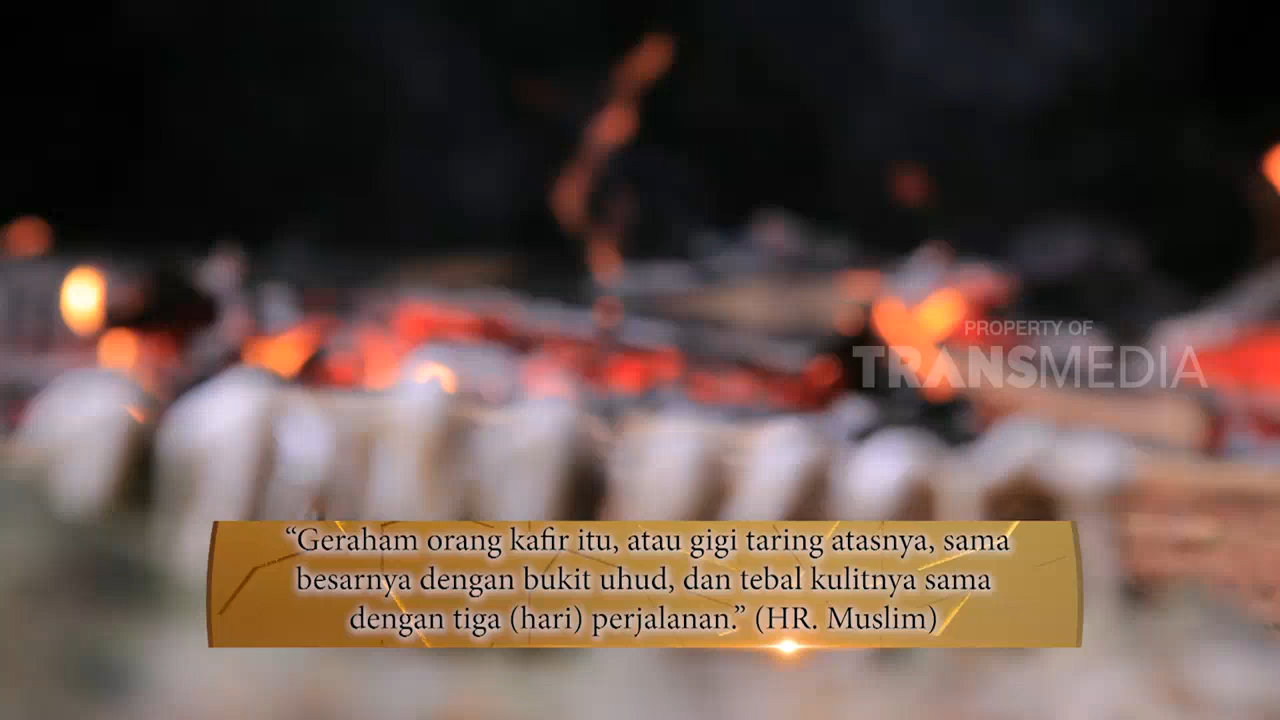 PROPERTY OF
TRANSMEDIA
“Geraham orang kafir itu, atau gigi taring atasnya, sama
besarnya dengan bukit uhud, dan tebal kulitnya sama
dengan tiga (hari) perjalanan.” (HR. Muslim)